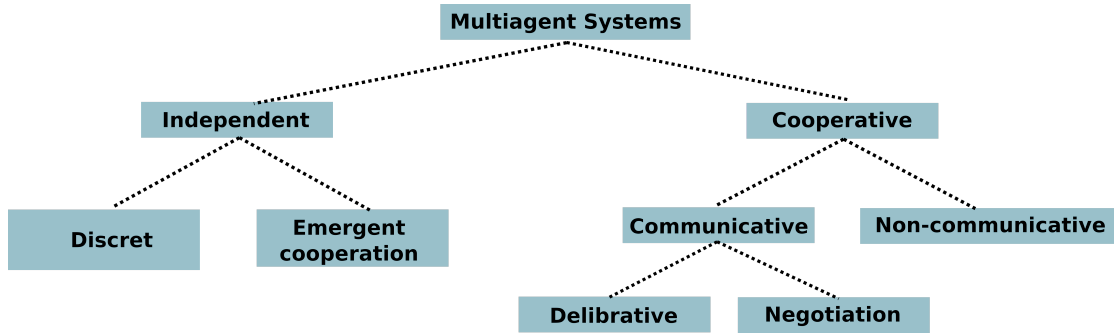 Multiagent Systems
Independent
Cooperative
Discret
Emergent
cooperation
Communicative
Non-communicative
Delibrative
Negotiation